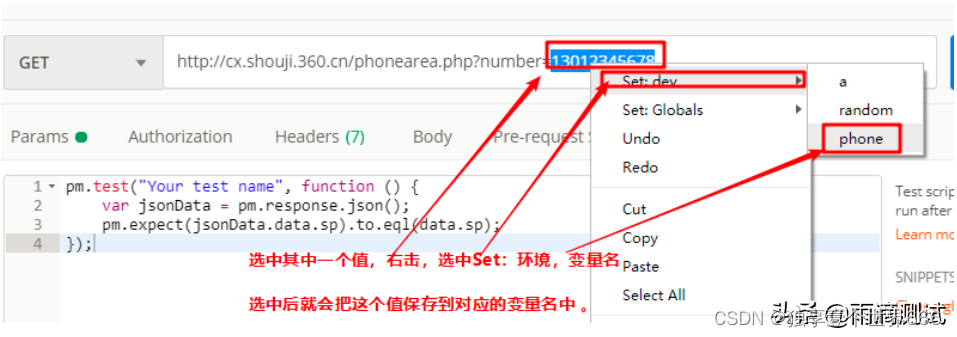 GET
http://cx.shouji.360.cn/phonearea.php?number=13012345678
Set: dev
a
Set: Globals
random
Undo
phone
Redo
Params
Authorization
Headers (7)
Body
Pre-request S
Cut
Copy
Paste
Select All
1 pm.test("Your test name", function () {
2 var jsonData = pm.response.json();
3 pm.expect(jsonData.data.sp).to.eql(data.sp);
4 });
选中其中一个值，右击，选中Set：环境，变量名
选中后就会把这个值保存到对应的变量名中 。
Test scrip
run after
Learn mo
SNIPPETS
头条@雨滴测试
CSDN